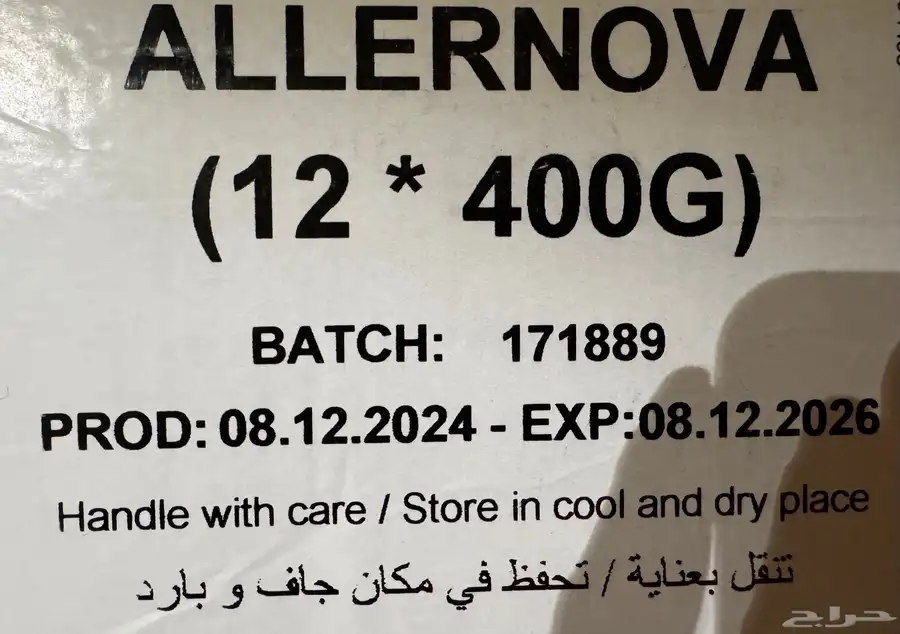 ALLERNOVA
(12 * 400G)
BATCH: 171889
PROD: 08.12.2024 - EXP:08.12.2026
Handle with care / Store in cool and dry place
تنقل بعناية / تحفظ في مكان جاف و بارد
حراج